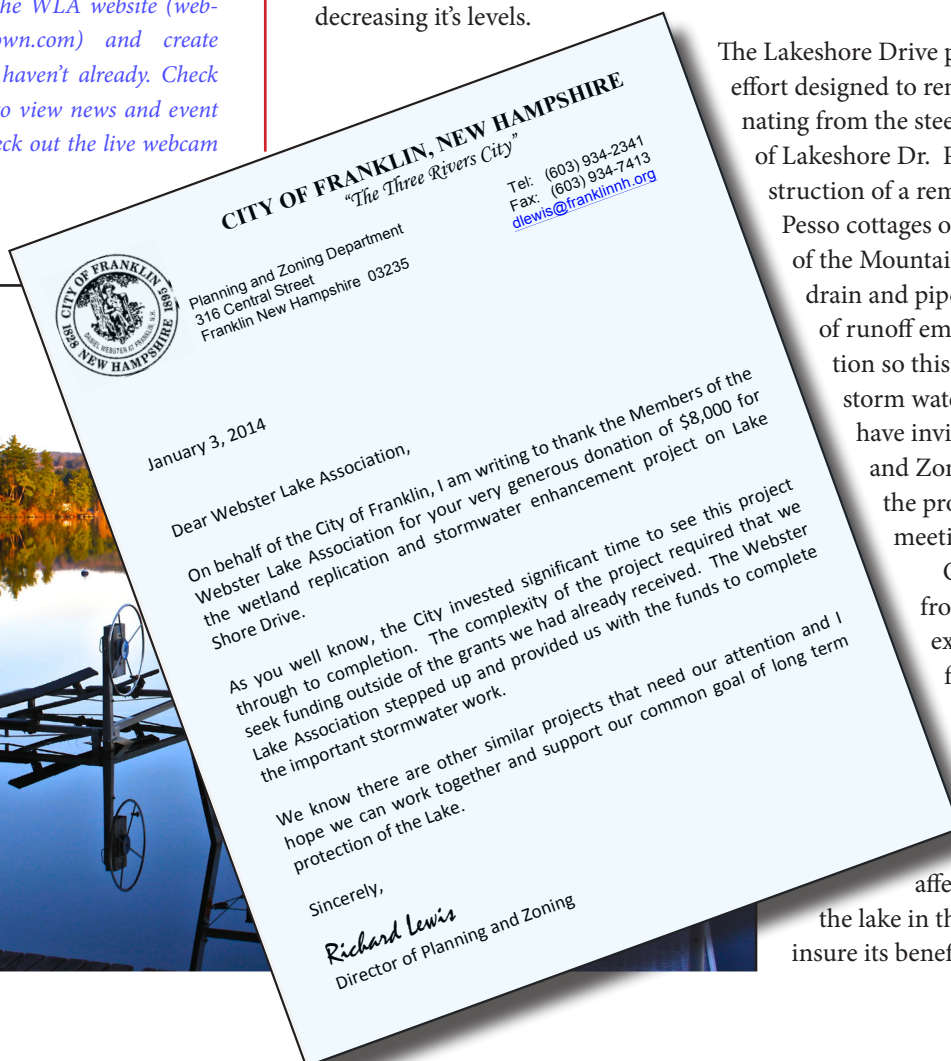 he WLA website (web-
own.com) and create
haven't already. Check
o view news and event
eck out the live webcam
decreasing it's levels.
CITY OF FRANKLIN, NEW HAMPSHIRE
“The Three Rivers City”
Tel: (603) 934-2341
Fax: (603) 934-7413
dlewis@franklinnh.org
CITY OF FRANKLIN
1828 1895
DANIEL WEBSTER AT FRANKLIN, N.H.
NEW HAMPSHIRE
Planning and Zoning Department
316 Central Street
Franklin New Hampshire 03235
January 3, 2014
Dear Webster Lake Association,
On behalf of the City of Franklin, I am writing to thank the Members of the
Webster Lake Association for your very generous donation of $8,000 for
the wetland replication and stormwater enhancement project on Lake
Shore Drive.
As you well know, the City invested significant time to see this project
through to completion. The complexity of the project required that we
seek funding outside of the grants we had already received. The Webster
Lake Association stepped up and provided us with the funds to complete
the important stormwater work.
We know there are other similar projects that need our attention and I
hope we can work together and support our common goal of long term
protection of the Lake.
Sincerely,
Richard Lewis
Director of Planning and Zoning
The Lakeshore Drive p
effort designed to rem
nating from the steep
of Lakeshore Dr. P
struction of a rem
Pesso cottages o
of the Mountai
drain and pipe
of runoff em
tion so this
storm wate
have invi
and Zon
the pro
meeti
C
fro
ex
f
affe
the lake in th
insure its benef